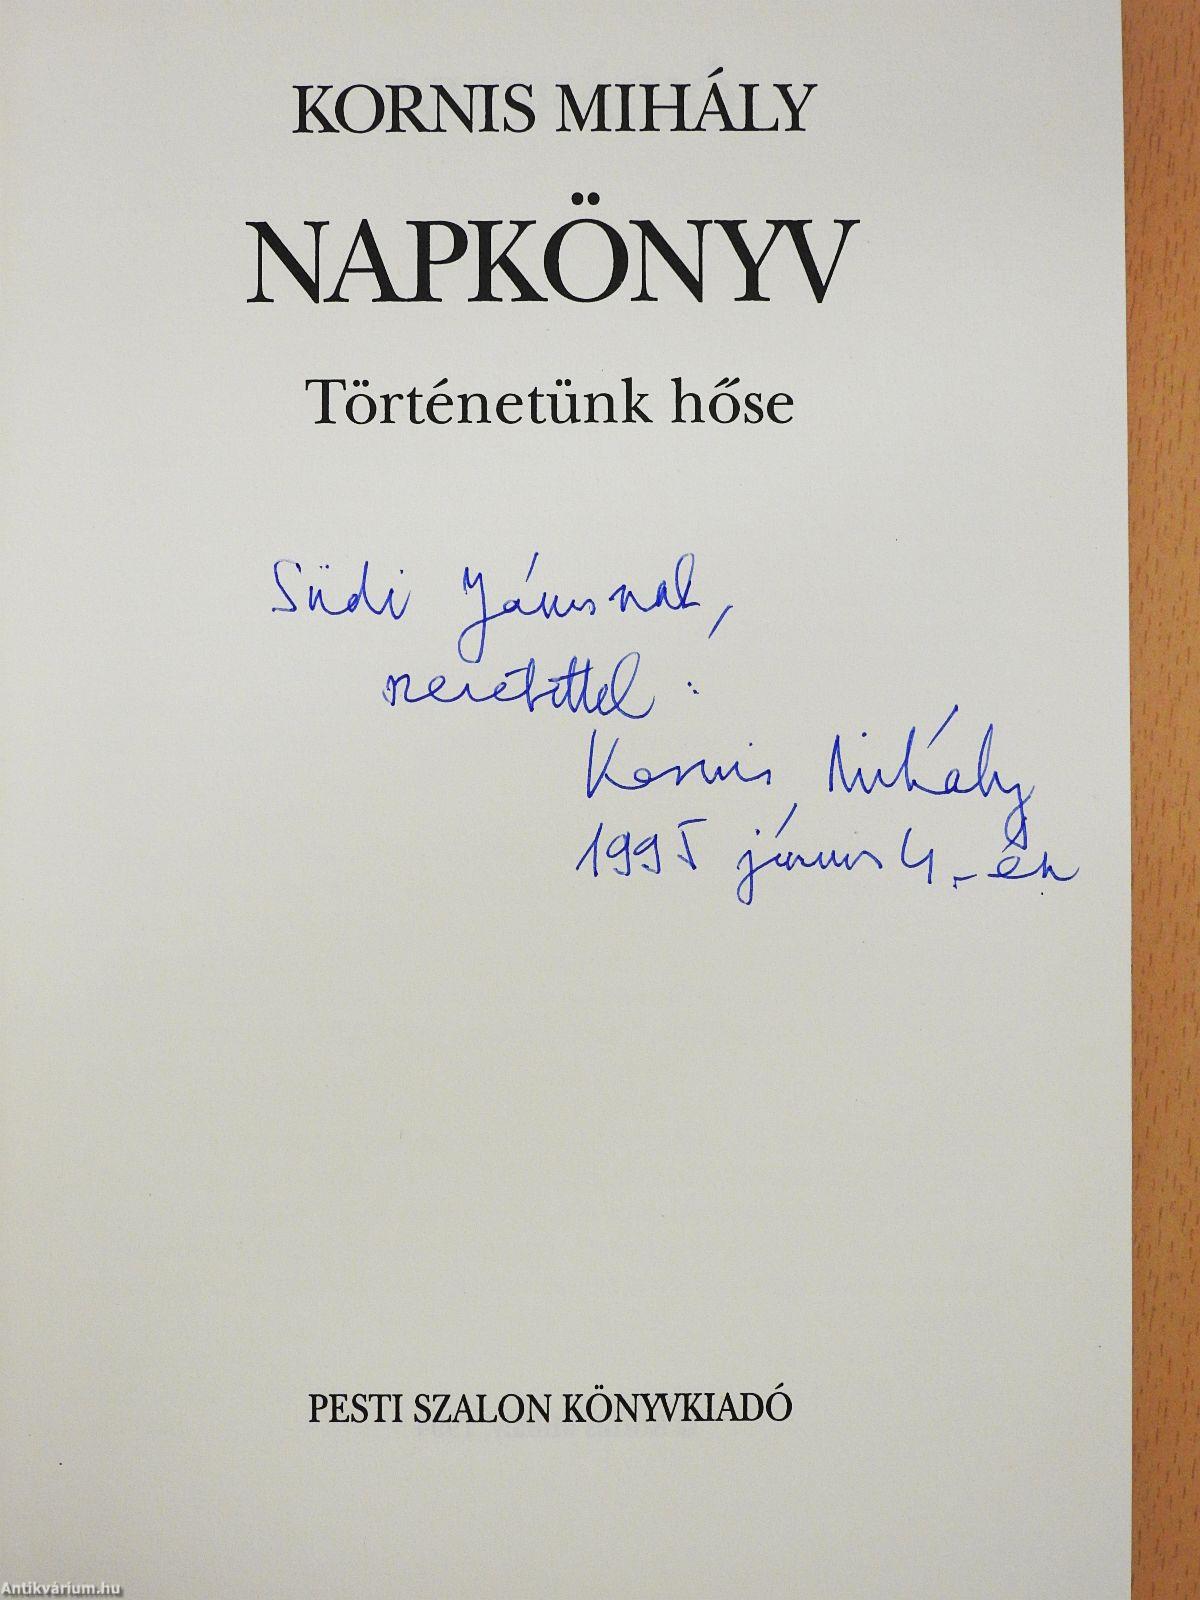 KORNIS MIHÁLY
NAPKÖNYV
Történetünk hőse
Südi Jánosnak,
szeretettel:
Kornis Mihály
1995 június 4.-én
PESTI SZALON KÖNYVKIADÓ
Antikvárium.hu